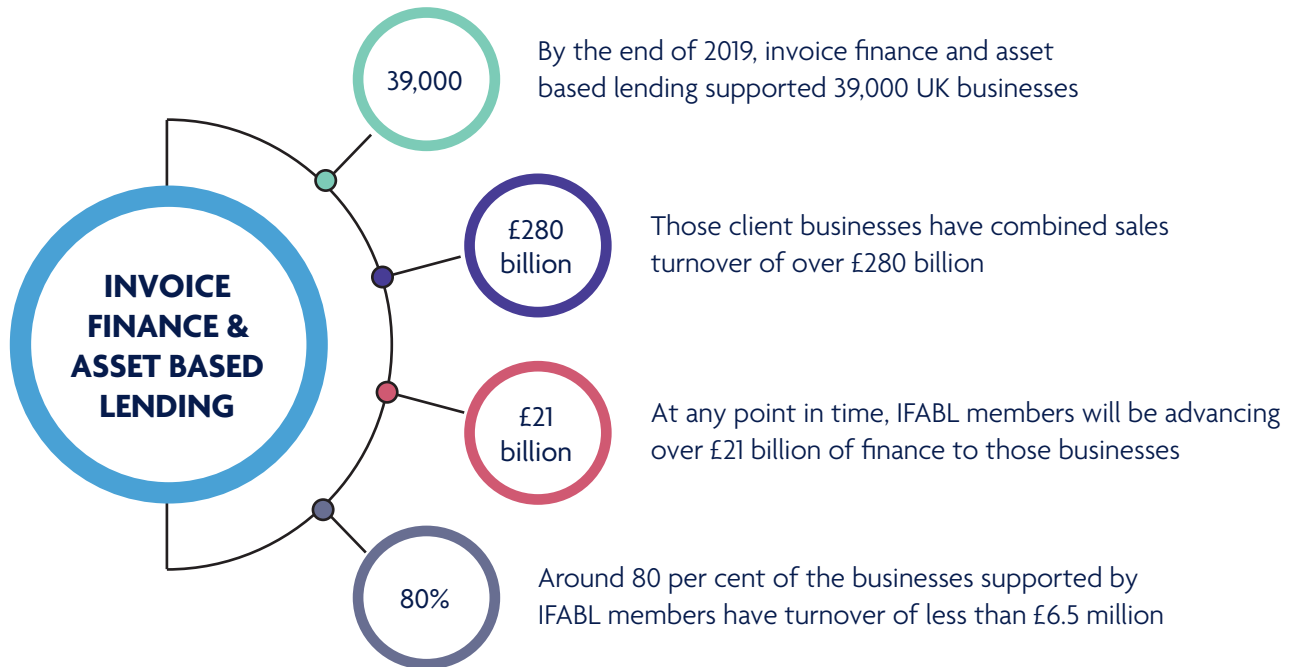 INVOICE
FINANCE &
ASSET BASED
LENDING
39,000
By the end of 2019, invoice finance and asset
based lending supported 39,000 UK businesses
£280
billion
Those client businesses have combined sales
turnover of over £280 billion
£21
billion
At any point in time, IFABL members will be advancing
over £21 billion of finance to those businesses
80%
Around 80 per cent of the businesses supported by
IFABL members have turnover of less than £6.5 million